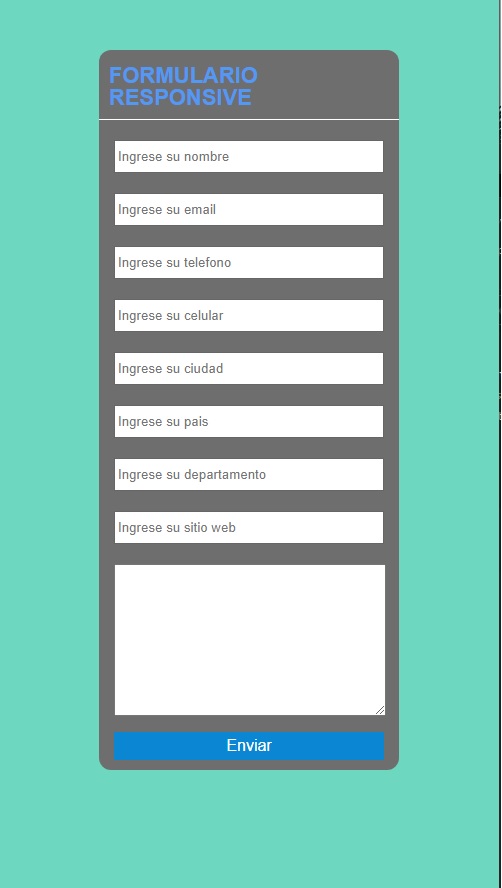 FORMULARIO
RESPONSIVE
Ingrese su nombre
Ingrese su email
Ingrese su telefono
Ingrese su celular
Ingrese su ciudad
Ingrese su pais
Ingrese su departamento
Ingrese su sitio web
Enviar